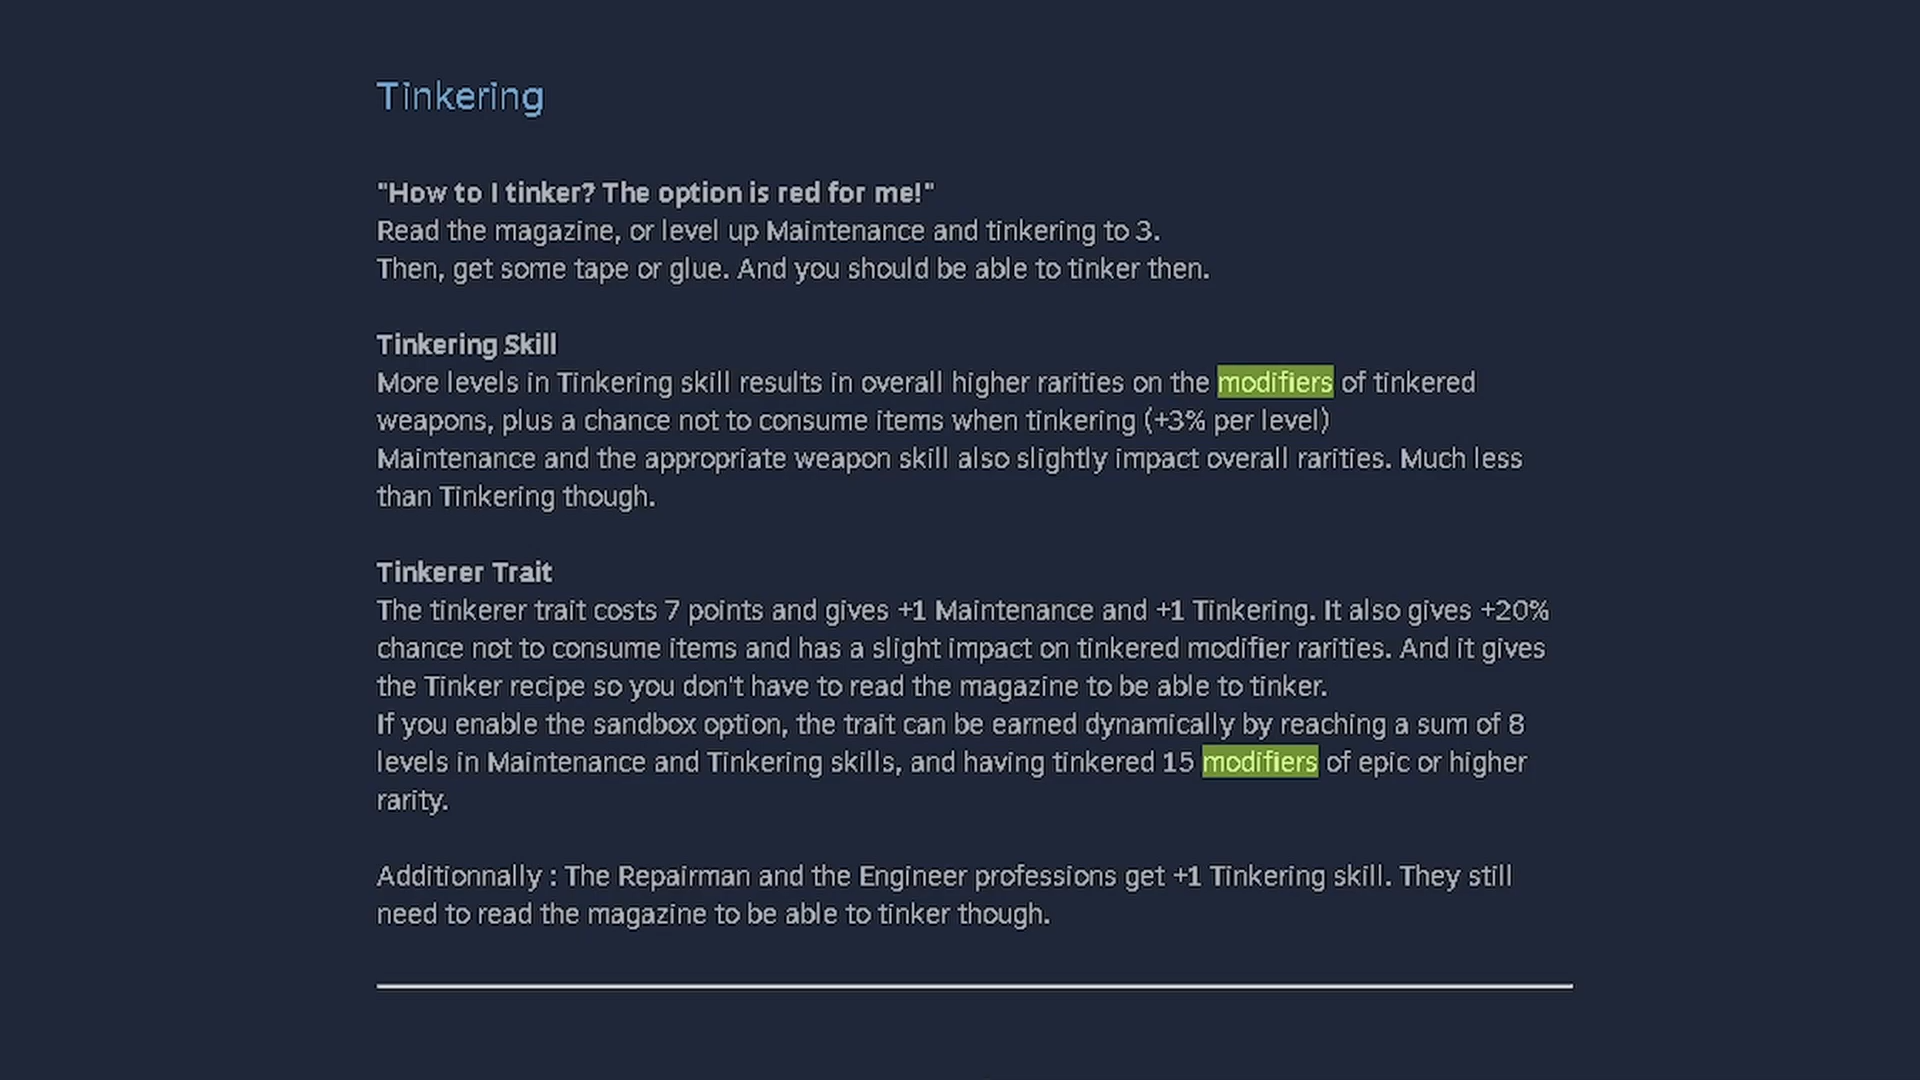 Tinkering
"How to I tinker? The option is red for me!"
Read the magazine, or level up Maintenance and tinkering to 3.
Then, get some tape or glue. And you should be able to tinker then.
Tinkering Skill
More levels in Tinkering skill results in overall higher rarities on the modifiers of tinkered
weapons, plus a chance not to consume items when tinkering (+3% per level)
Maintenance and the appropriate weapon skill also slightly impact overall rarities. Much less
than Tinkering though.
Tinkerer Trait
The tinkerer trait costs 7 points and gives +1 Maintenance and +1 Tinkering. It also gives +20%
chance not to consume items and has a slight impact on tinkered modifier rarities. And it gives
the Tinker recipe so you don't have to read the magazine to be able to tinker.
If you enable the sandbox option, the trait can be earned dynamically by reaching a sum of 8
levels in Maintenance and Tinkering skills, and having tinkered 15 modifiers of epic or higher
rarity.
Additionnally : The Repairman and the Engineer professions get +1 Tinkering skill. They still
need to read the magazine to be able to tinker though.